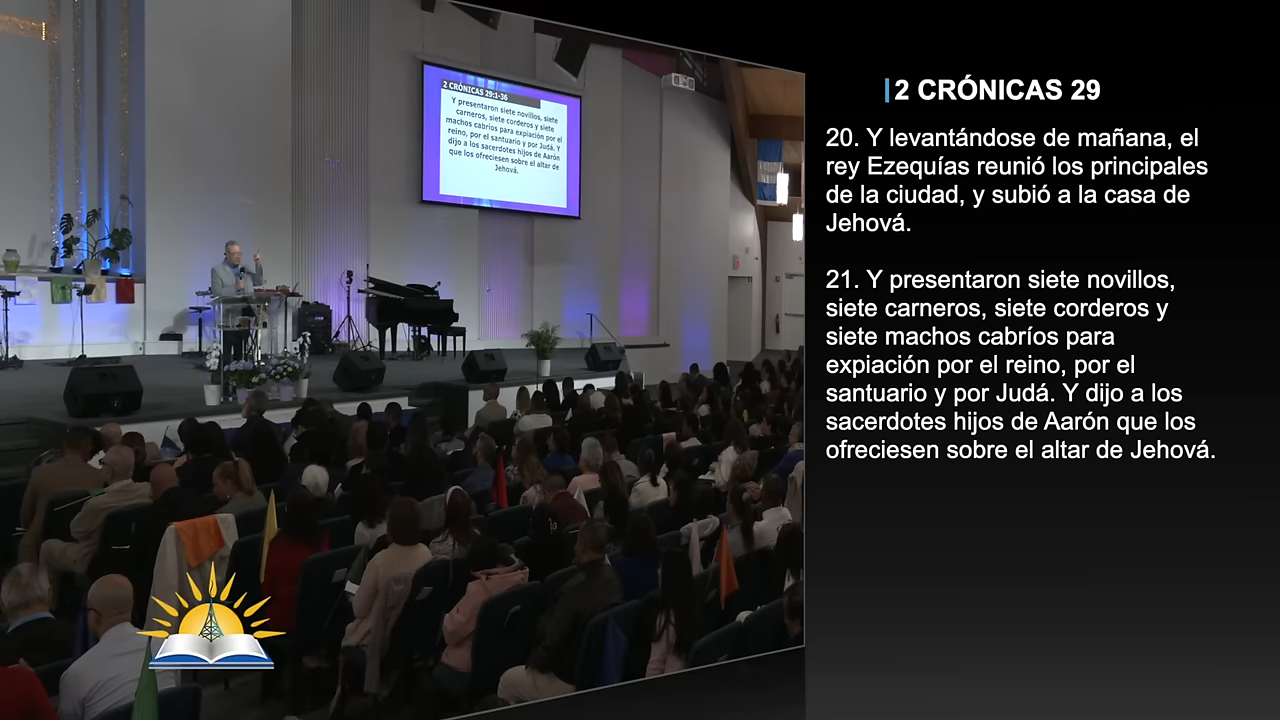 2 CRÓNICAS 29:1-36
Y presentaron siete novillos, siete
carneros, siete corderos y siete
machos cabríos para expiación por el
reino, por el santuario y por Judá. Y
dijo a los sacerdotes hijos de Aarón
que los ofreciesen sobre el altar de
Jehová.
2 CRÓNICAS 29
20. Y levantándose de mañana, el
rey Ezequías reunió los principales
de la ciudad, y subió a la casa de
Jehová.
21. Y presentaron siete novillos,
siete carneros, siete corderos y
siete machos cabríos para
expiación por el reino, por el
santuario y por Judá. Y dijo a los
sacerdotes hijos de Aarón que los
ofreciesen sobre el altar de Jehová.